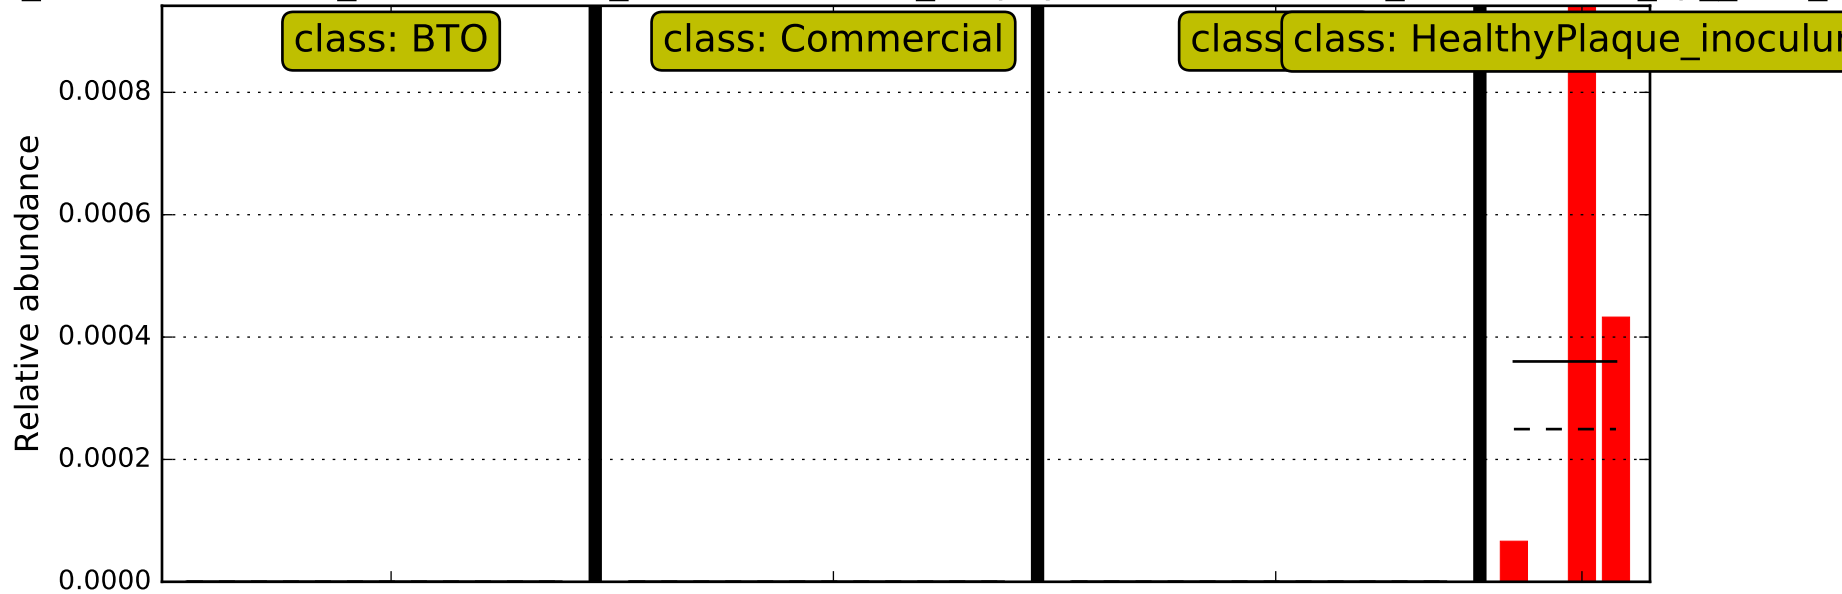 class: BTO
class: Commercial
class
class: HealthyPlaque_inoculu
0.0008
0.0006
0.0004
0.0002
0.0000
Relative abundance